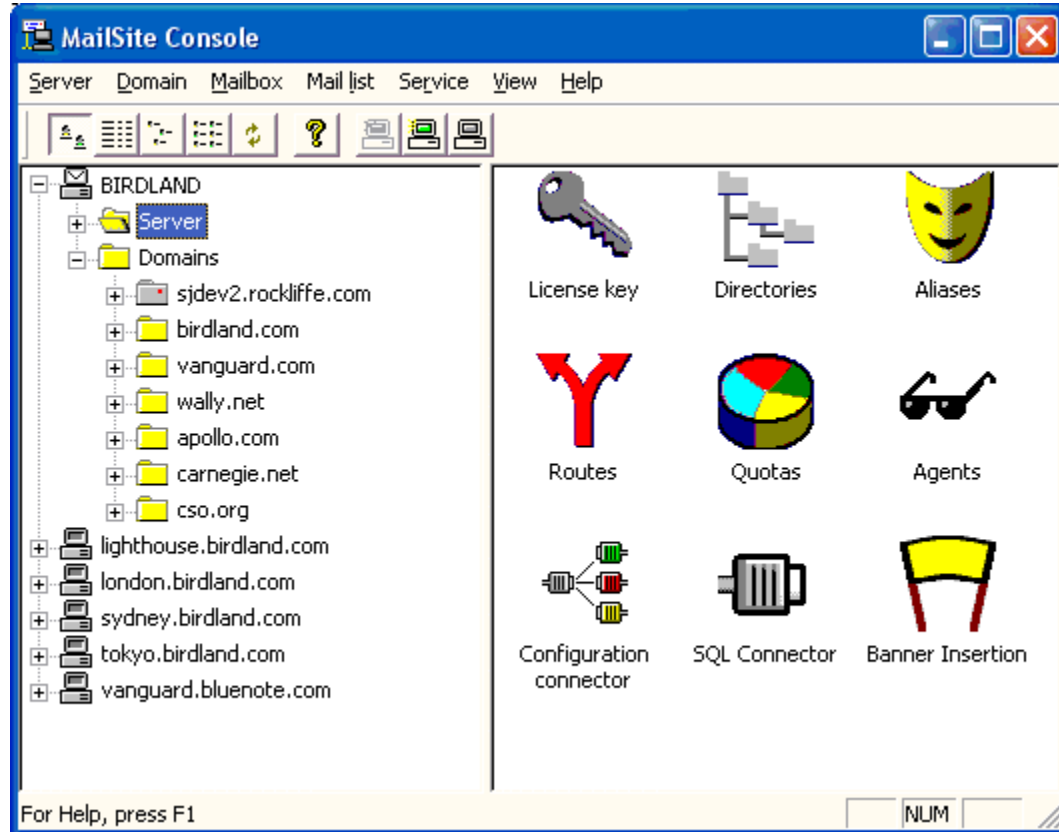 MailSite Console
Server Domain Mailbox Mail list Service View Help
BIRDLAND
Server
Domains
sjdev2.rockliffe.com
birdland.com
vanguard.com
wally.net
apollo.com
carnegie.net
cso.org
lighthouse.birdland.com
london.birdland.com
sydney.birdland.com
tokyo.birdland.com
vanguard.bluenote.com
License key Directories Aliases
Routes Quotas Agents
Configuration connector SQL Connector Banner Insertion
For Help, press F1 NUM